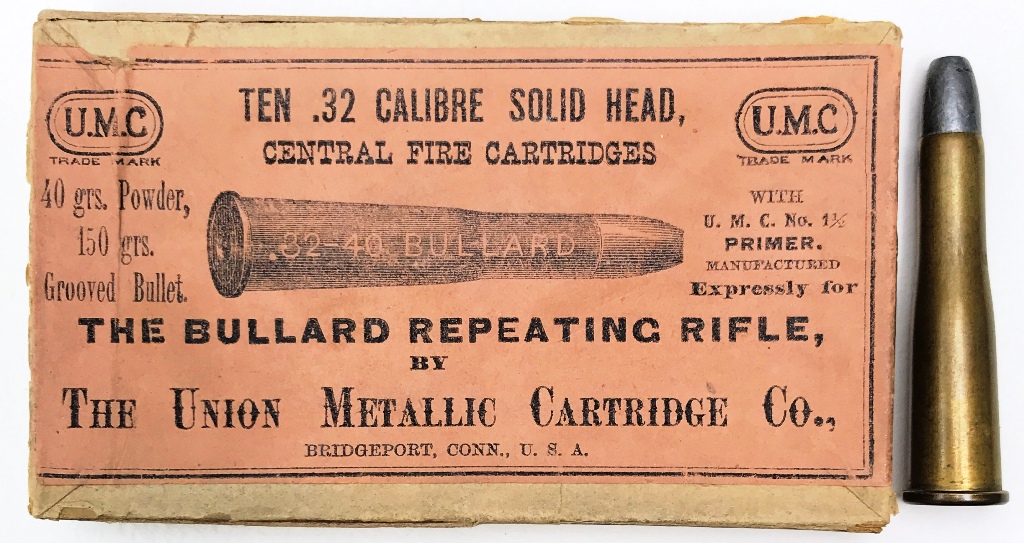 U.M.C
TRADE MARK
TEN .32 CALIBRE SOLID HEAD,
CENTRAL FIRE CARTRIDGES
U.M.C
TRADE MARK
40 grs. Powder,
150 grs.
Grooved Bullet.
.32-40 BULLARD
WITH
U. M. C. No. 1½
PRIMER.
MANUFACTURED
Expressly for
THE BULLARD REPEATING RIFLE,
BY
THE UNION METALLIC CARTRIDGE CO.,
BRIDGEPORT, CONN., U. S. A.